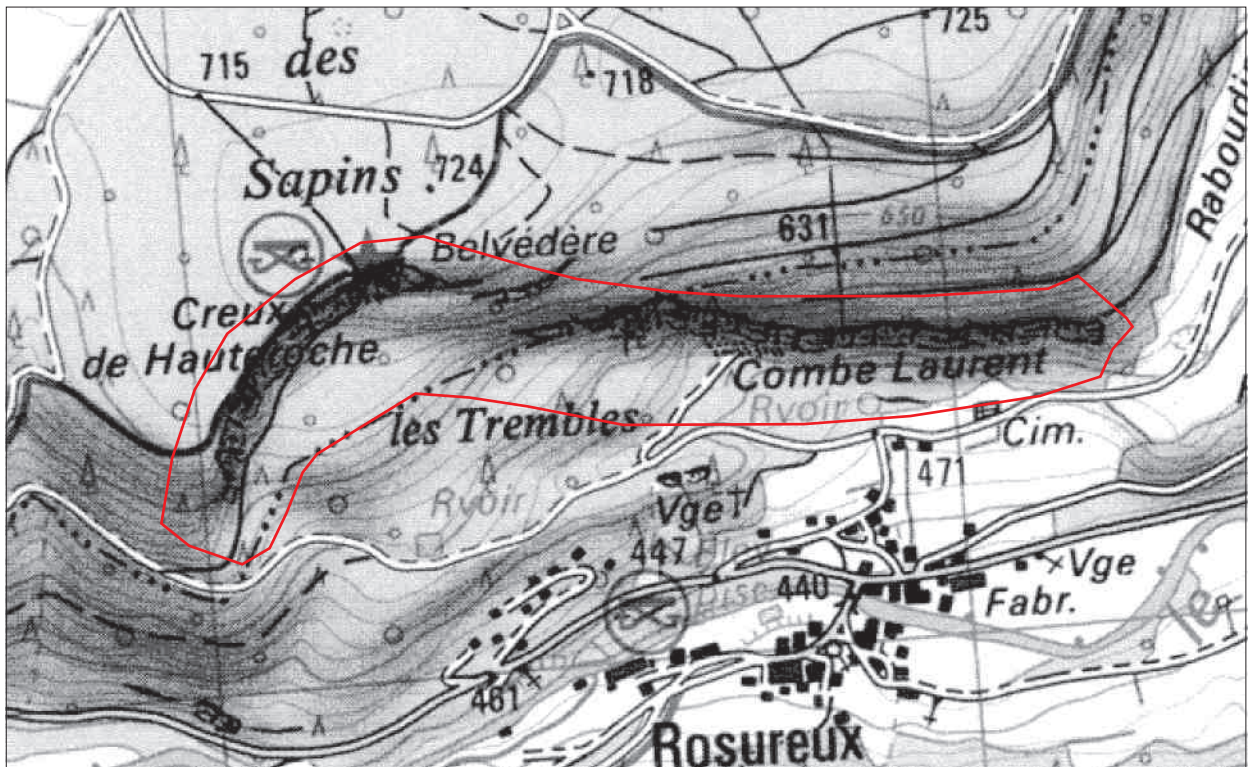 725
715 des
718
Sapins
724
Belvédère
631
650
Creux
de Hauteroche
Combe Laurent
Rvoir
les Trembles
Cim.
471
Rvoir
Vge
447
440
Vge
Fabr.
461
Rosureux